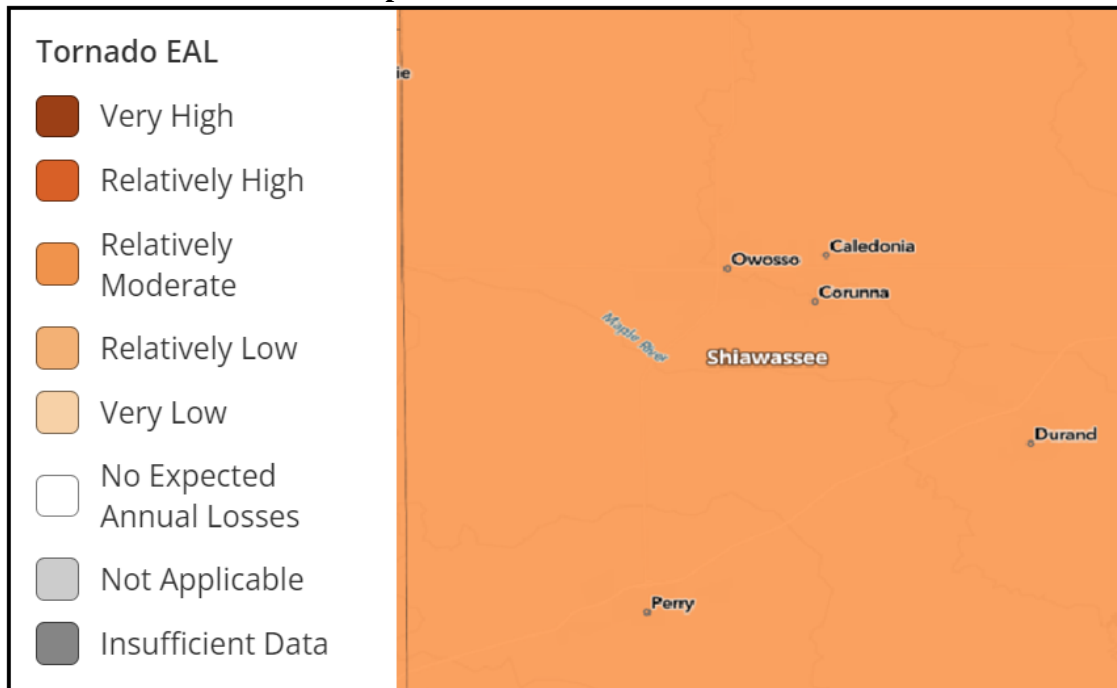 Tornado EAL
Very High
Relatively High
Relatively
Moderate
Relatively Low
Very Low
No Expected
Annual Losses
Not Applicable
Insufficient Data
ie
Owosso
Caledonia
Corunna
Maple River
Shiawassee
Durand
Perry